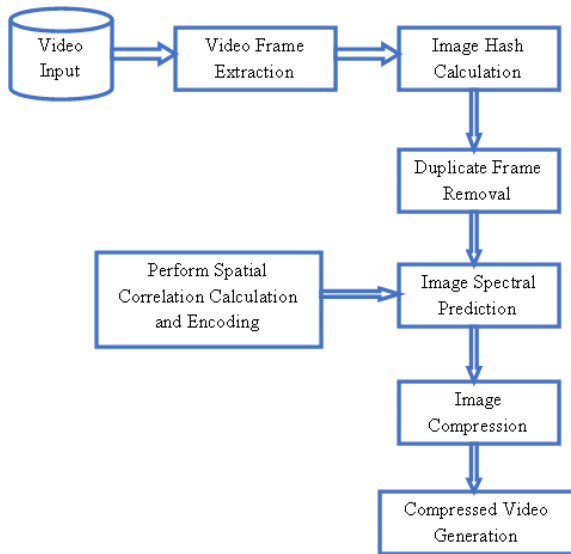 Video
Input
Video Frame
Extraction
Image Hash
Calculation
Duplicate Frame
Removal
Perform Spatial
Correlation Calculation
and Encoding
Image Spectral
Prediction
Image
Compression
Compressed Video
Generation